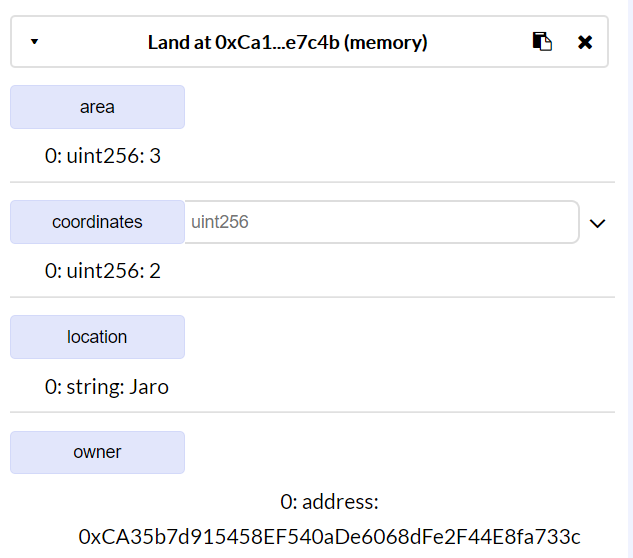 Land at 0xCa1...e7c4b (memory)
area
0: uint256: 3
coordinates uint256
0: uint256: 2
location
0: string: Jaro
owner
0: address:
0xCA35b7d915458EF540aDe6068dFe2F44E8fa733c